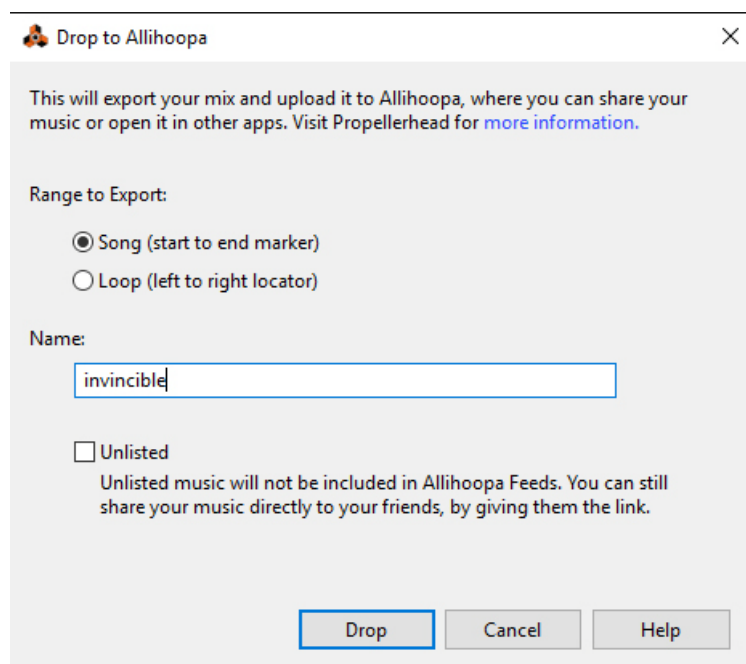 Drop to Allihoopa
This will export your mix and upload it to Allihoopa, where you can share your
music or open it in other apps. Visit Propellerhead for more information.
Range to Export:
Song (start to end marker)
Loop (left to right locator)
Name:
invincible
Unlisted
Unlisted music will not be included in Allihoopa Feeds. You can still
share your music directly to your friends, by giving them the link.
Drop Cancel Help